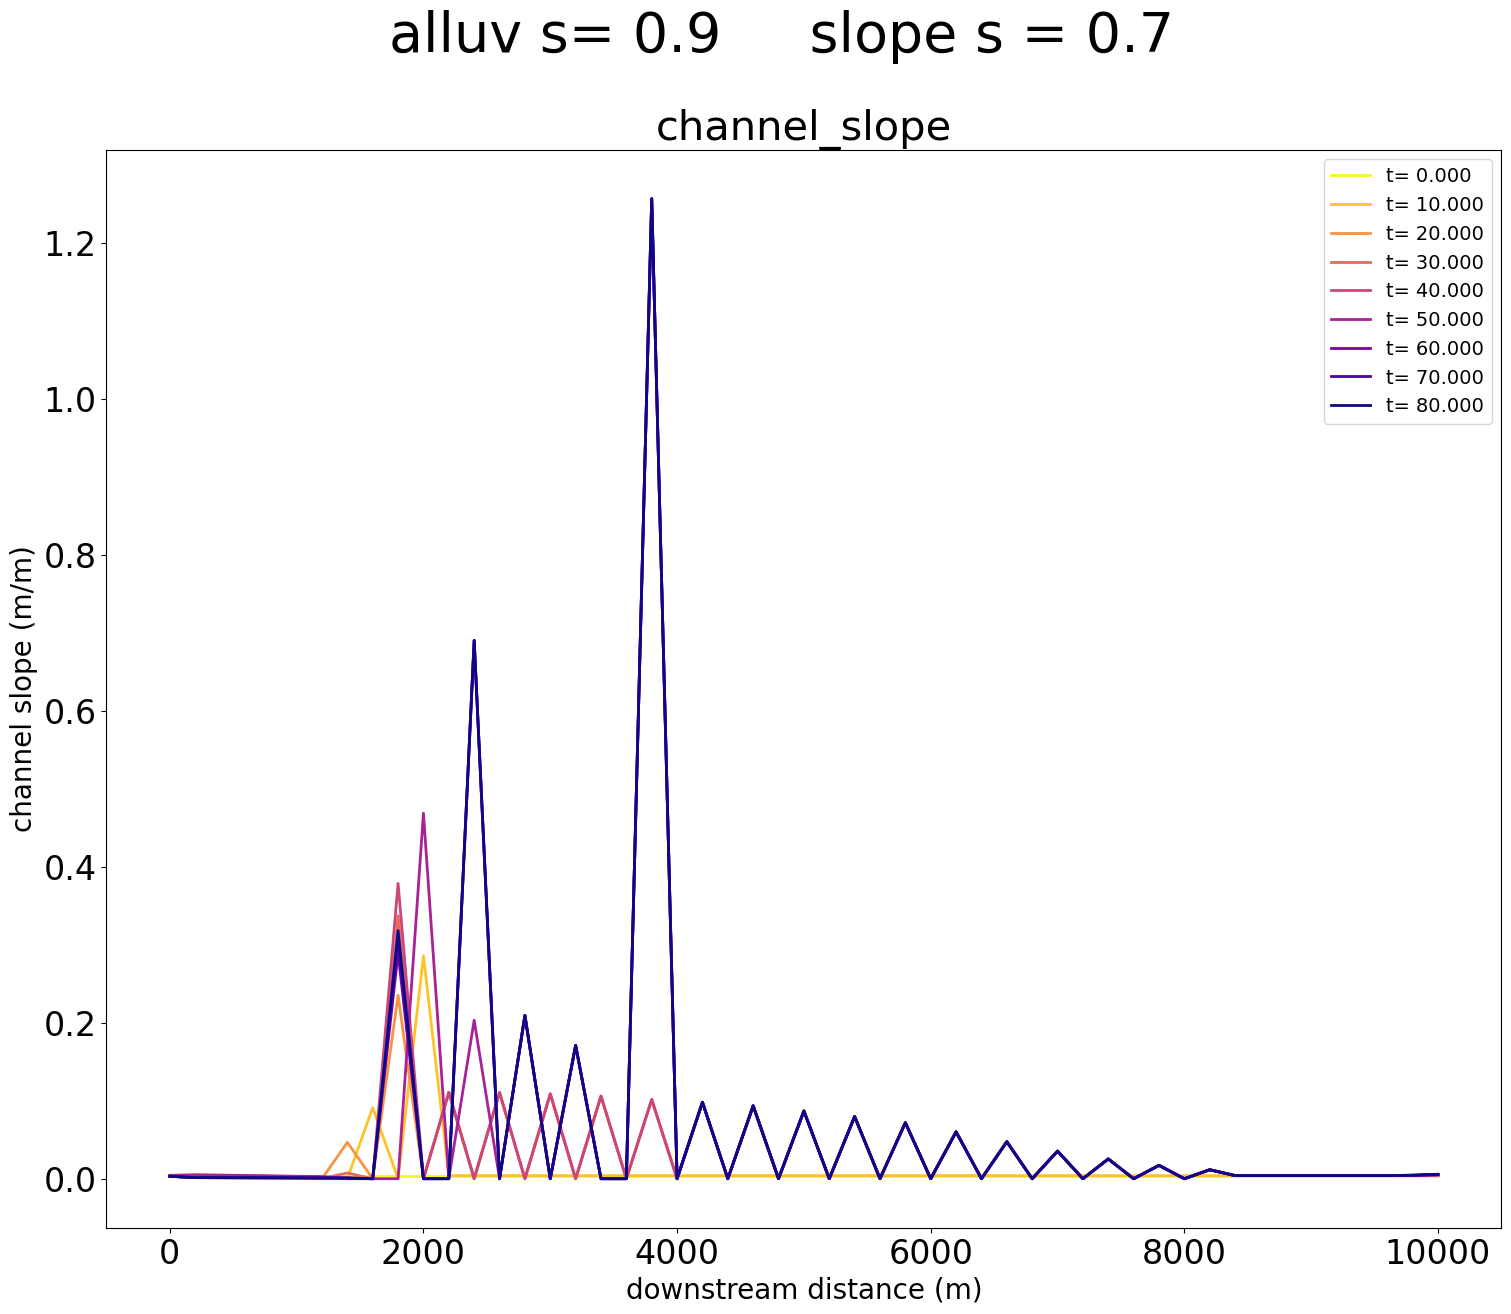 alluv s= 0.9     slope s = 0.7
channel_slope
t= 0.000
t= 10.000
t= 20.000
t= 30.000
t= 40.000
t= 50.000
t= 60.000
t= 70.000
t= 80.000
channel slope (m/m)
1.2
1.0
0.8
0.6
0.4
0.2
0.0
0 2000 4000 6000 8000 10000
downstream distance (m)